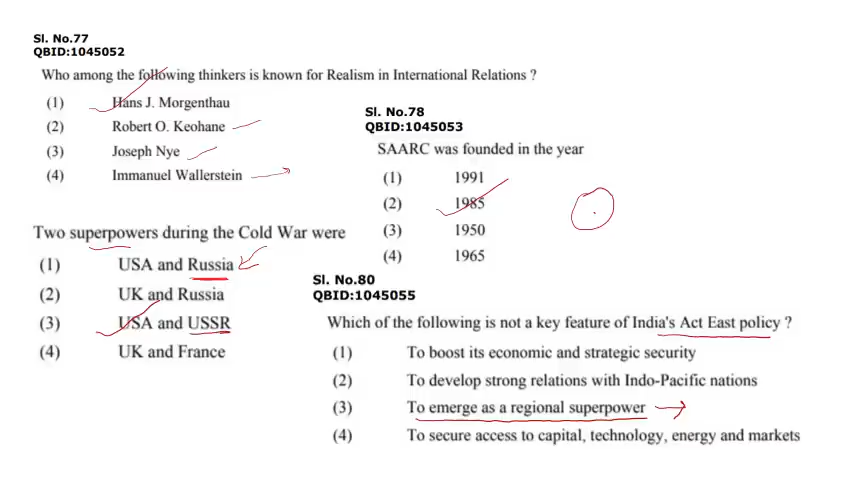 Sl. No.77
QBID:1045052
Who among the following thinkers is known for Realism in International Relations ?
(1) Hans J. Morgenthau
(2) Robert O. Keohane
(3) Joseph Nye
(4) Immanuel Wallerstein
Sl. No.78
QBID:1045053
SAARC was founded in the year
(1) 1991
(2) 1985
(3) 1950
(4) 1965
Two superpowers during the Cold War were
(1) USA and Russia
(2) UK and Russia
(3) USA and USSR
(4) UK and France
Sl. No.80
QBID:1045055
Which of the following is not a key feature of India's Act East policy ?
(1) To boost its economic and strategic security
(2) To develop strong relations with Indo-Pacific nations
(3) To emerge as a regional superpower
(4) To secure access to capital, technology, energy and markets